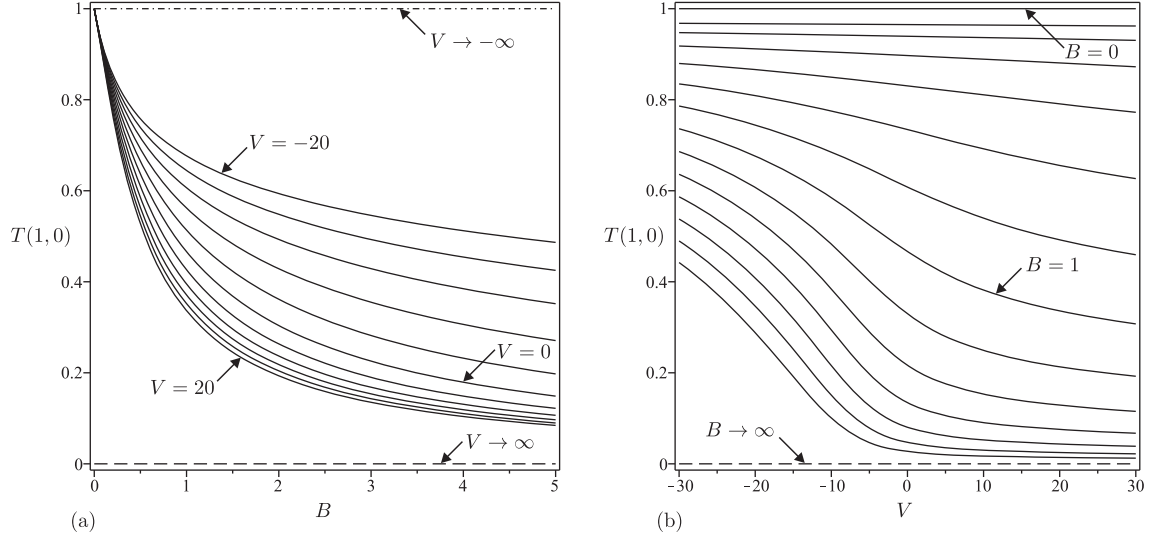 1
0.8
0.6
0.4
0.2
0
T(1, 0)
V → −∞
V = −20
V = 0
V = 20
V → ∞
0 1 2 3 4 5
B
(a)
1
0.8
0.6
0.4
0.2
0
T(1, 0)
B = 0
B = 1
B → ∞
−30 −20 −10 0 10 20 30
V
(b)